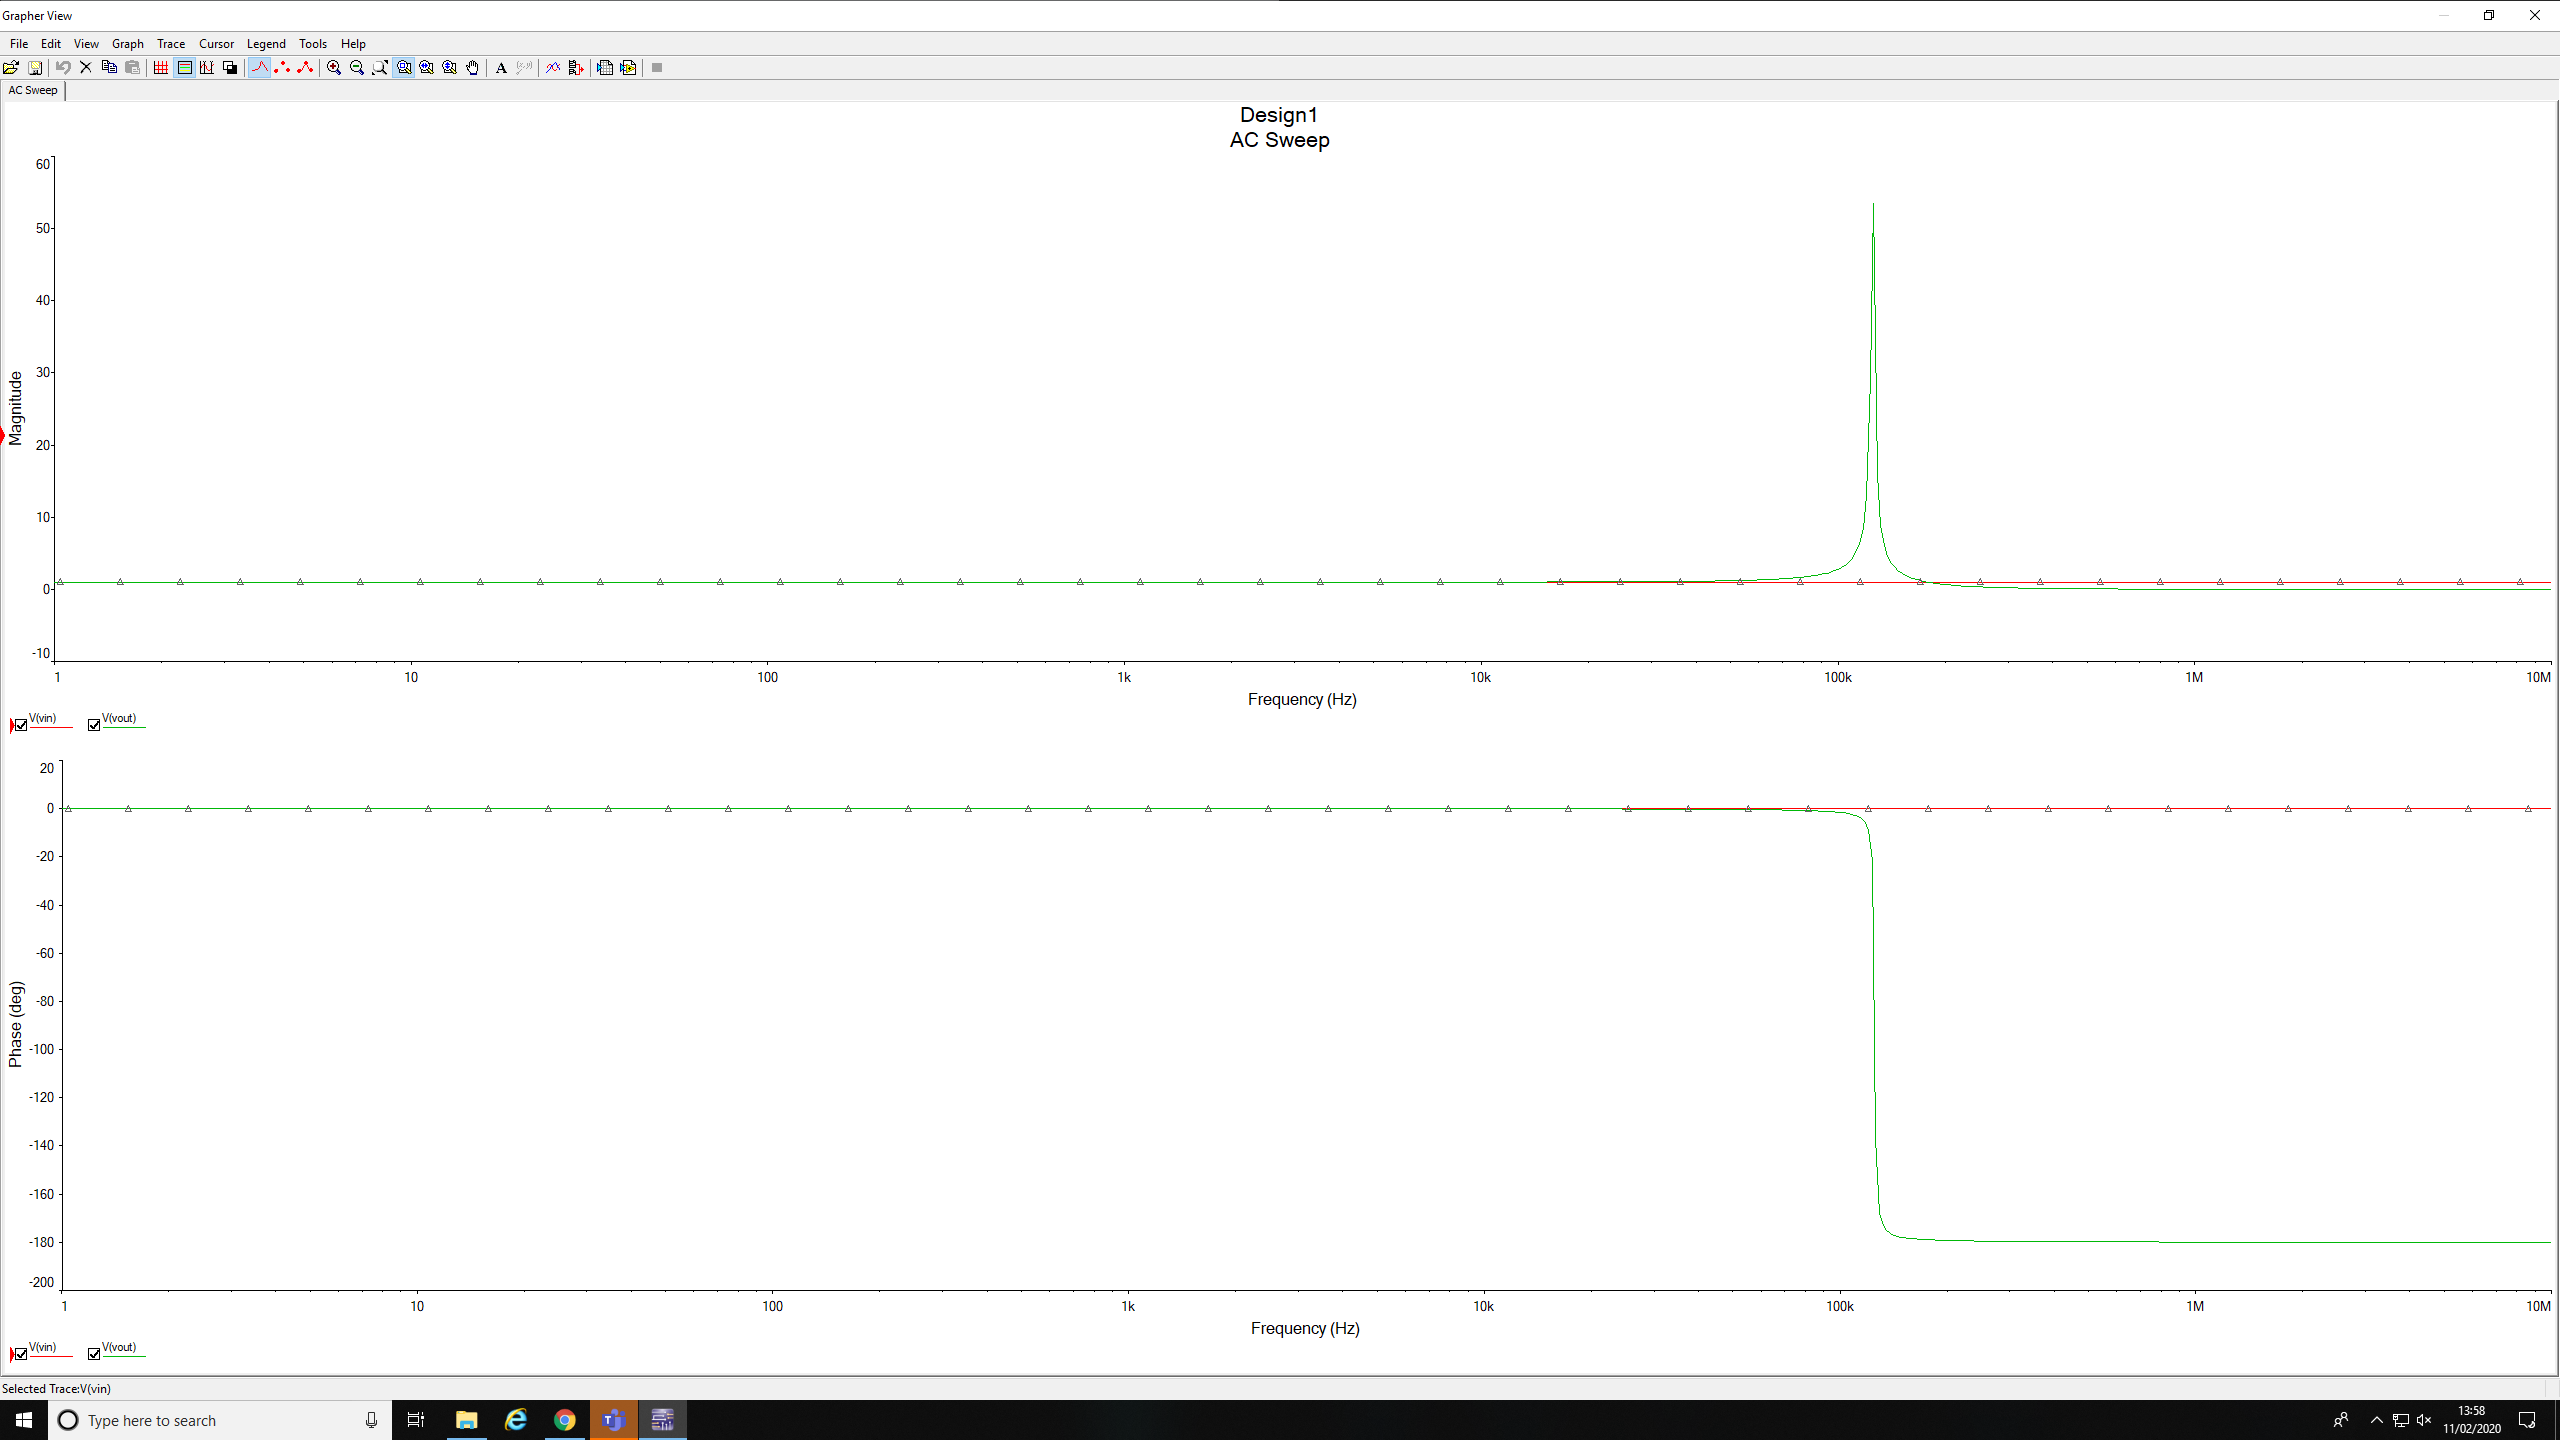 Grapher View
File Edit View Graph Trace Cursor Legend Tools Help
AC Sweep
Design1
AC Sweep
Magnitude
60
50
40
30
20
10
0
-10
1 10 100 1k 10k 100k 1M 10M
Frequency (Hz)
V(vin) V(vout)
Phase (deg)
20
0
-20
-40
-60
-80
-100
-120
-140
-160
-180
-200
1 10 100 1k 10k 100k 1M 10M
Frequency (Hz)
V(vin) V(vout)
Selected Trace:V(vin)
Type here to search
13:58
11/02/2020